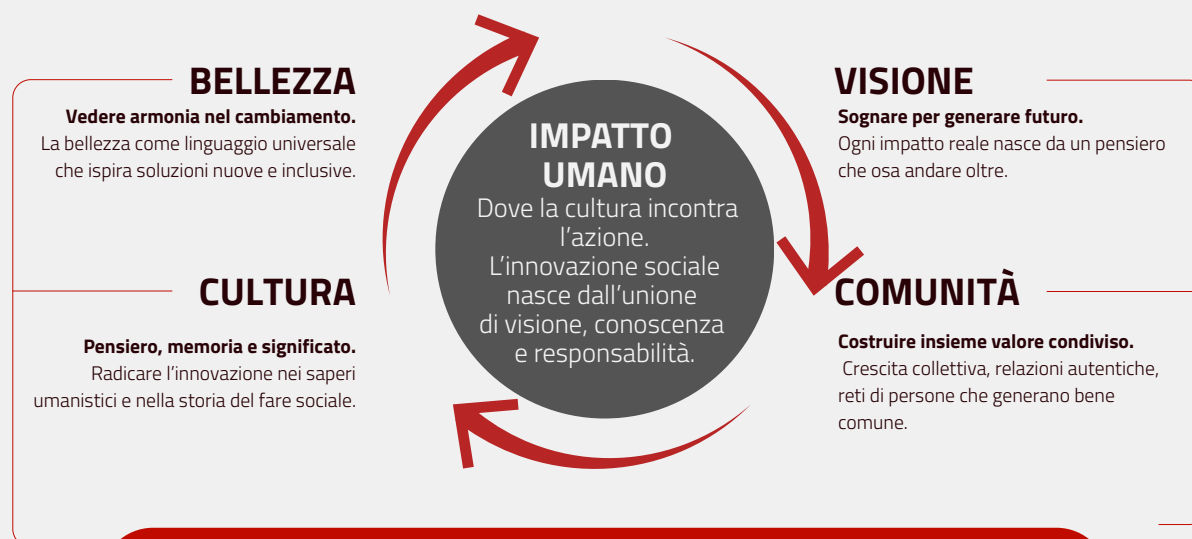 BELLEZZA
Vedere armonia nel cambiamento.
La bellezza come linguaggio universale
che ispira soluzioni nuove e inclusive.
CULTURA
Pensiero, memoria e significato.
Radicare l’innovazione nei saperi
umanistici e nella storia del fare sociale.
IMPATTO
UMANO
Dove la cultura incontra
l’azione.
L’innovazione sociale
nasce dall’unione
di visione, conoscenza
e responsabilità.
VISIONE
Sognare per generare futuro.
Ogni impatto reale nasce da un pensiero
che osa andare oltre.
COMUNITÀ
Costruire insieme valore condiviso.
Crescita collettiva, relazioni autentiche,
reti di persone che generano bene
comune.